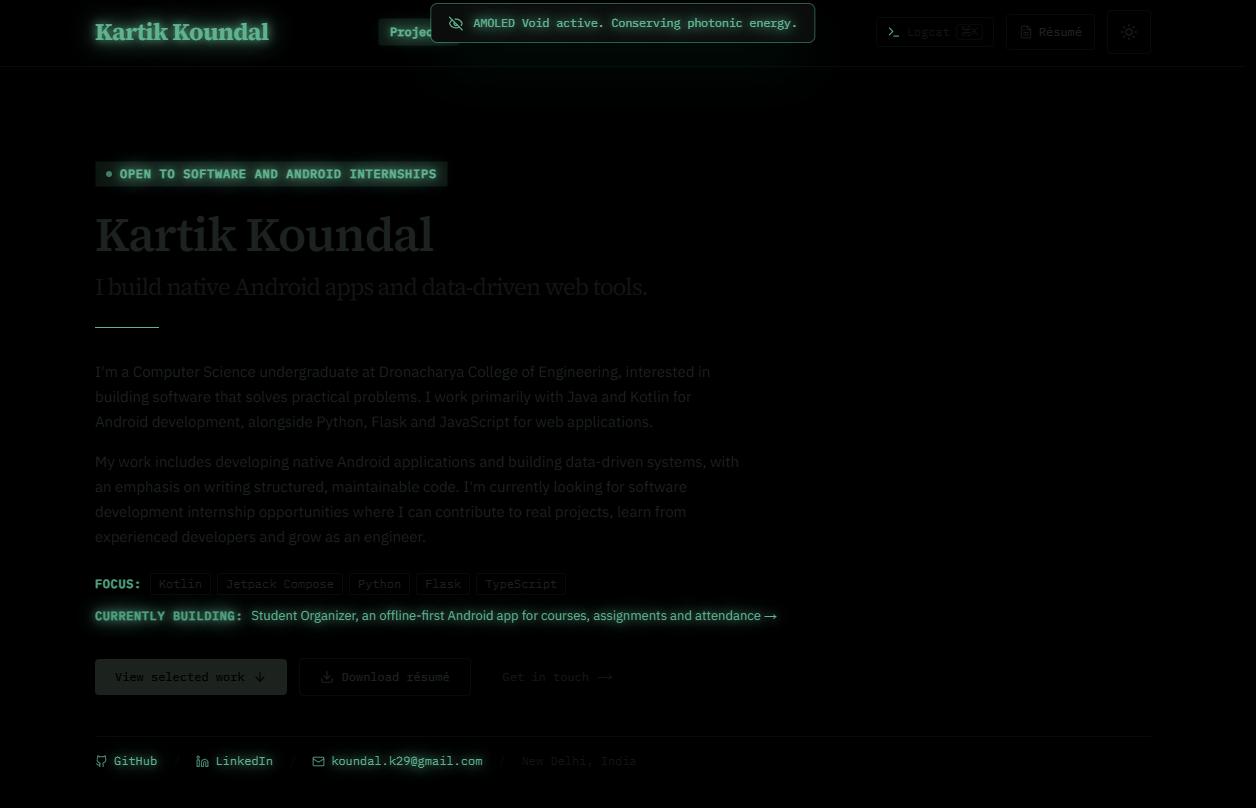 Kartik Koundal
Projec
AMOLED Void active. Conserving photonic energy.
Logcat ⌘K
Résumé
OPEN TO SOFTWARE AND ANDROID INTERNSHIPS
Kartik Koundal
I build native Android apps and data-driven web tools.
I'm a Computer Science undergraduate at Dronacharya College of Engineering, interested in
building software that solves practical problems. I work primarily with Java and Kotlin for
Android development, alongside Python, Flask and JavaScript for web applications.
My work includes developing native Android applications and building data-driven systems, with
an emphasis on writing structured, maintainable code. I'm currently looking for software
development internship opportunities where I can contribute to real projects, learn from
experienced developers and grow as an engineer.
FOCUS: Kotlin Jetpack Compose Python Flask TypeScript
CURRENTLY BUILDING: Student Organizer, an offline-first Android app for courses, assignments and attendance →
View selected work ↓ Download résumé Get in touch →
GitHub / LinkedIn / koundal.k29@gmail.com / New Delhi, India